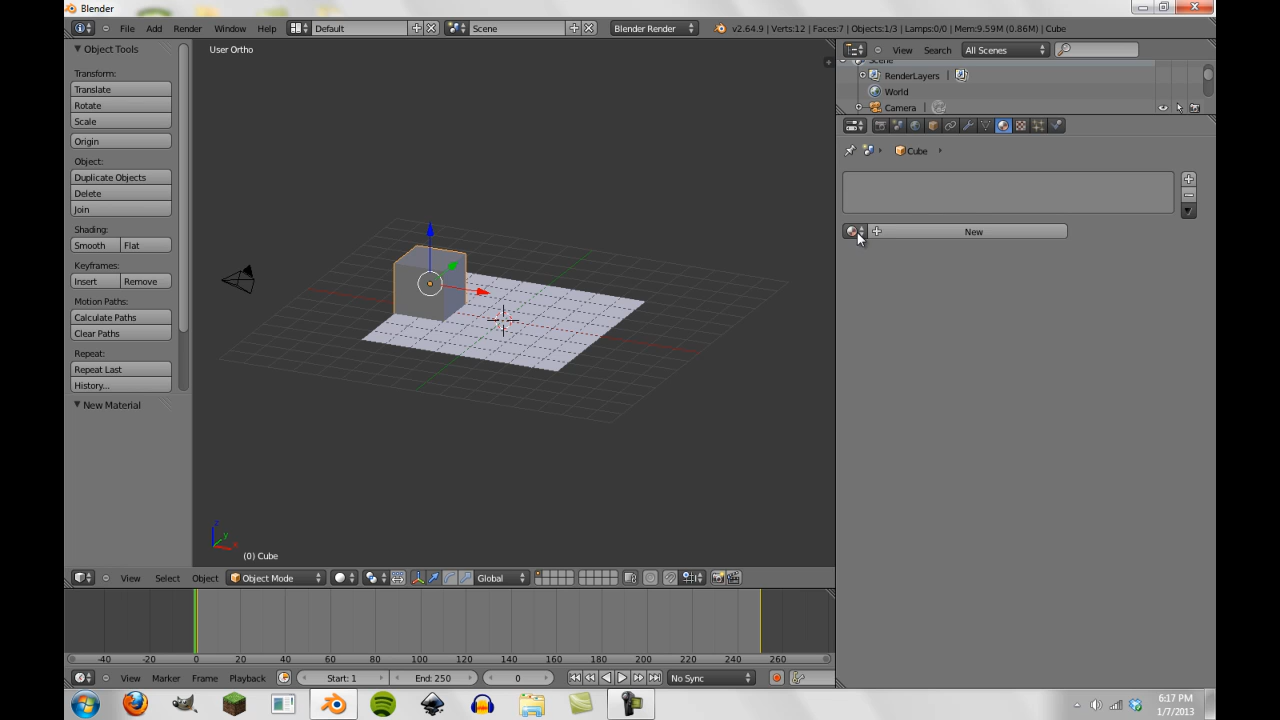 Blender
File Add Render Window Help Default Scene Blender Render v2.64.9 | Verts:12 | Faces:7 | Objects:1/3 | Lamps:0/0 | Mem:9.59M (0.86M) | Cube
Object Tools
Transform:
Translate
Rotate
Scale
Origin
Object:
Duplicate Objects
Delete
Join
Shading:
Smooth Flat
Keyframes:
Insert Remove
Motion Paths:
Calculate Paths
Clear Paths
Repeat:
Repeat Last
History...
New Material
User Ortho
z
y
x
(0) Cube
View Search All Scenes
Scene
RenderLayers
World
Camera
Cube
New
View Select Object Object Mode Global
-40 -20 0 20 40 60 80 100 120 140 160 180 200 220 240 260
View Marker Frame Playback Start: 1 End: 250 0 No Sync
6:17 PM
1/7/2013